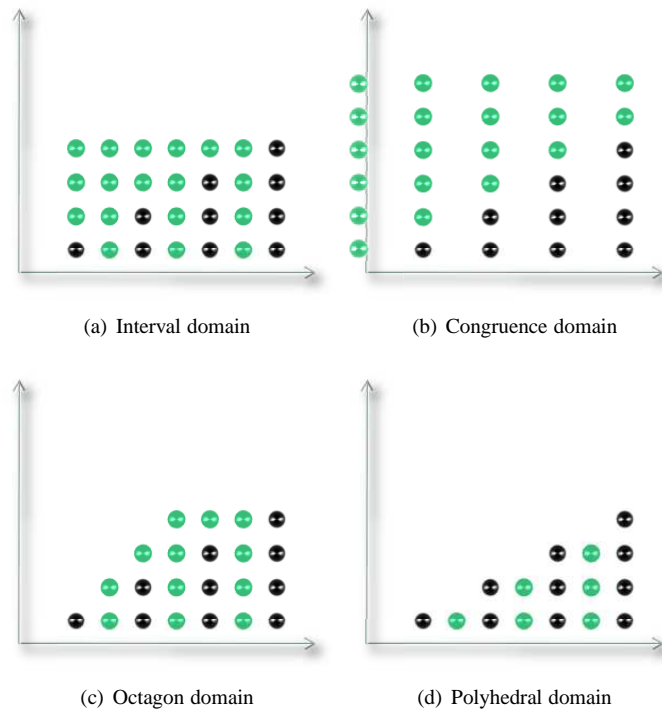 (a) Interval domain
(b) Congruence domain
(c) Octagon domain
(d) Polyhedral domain